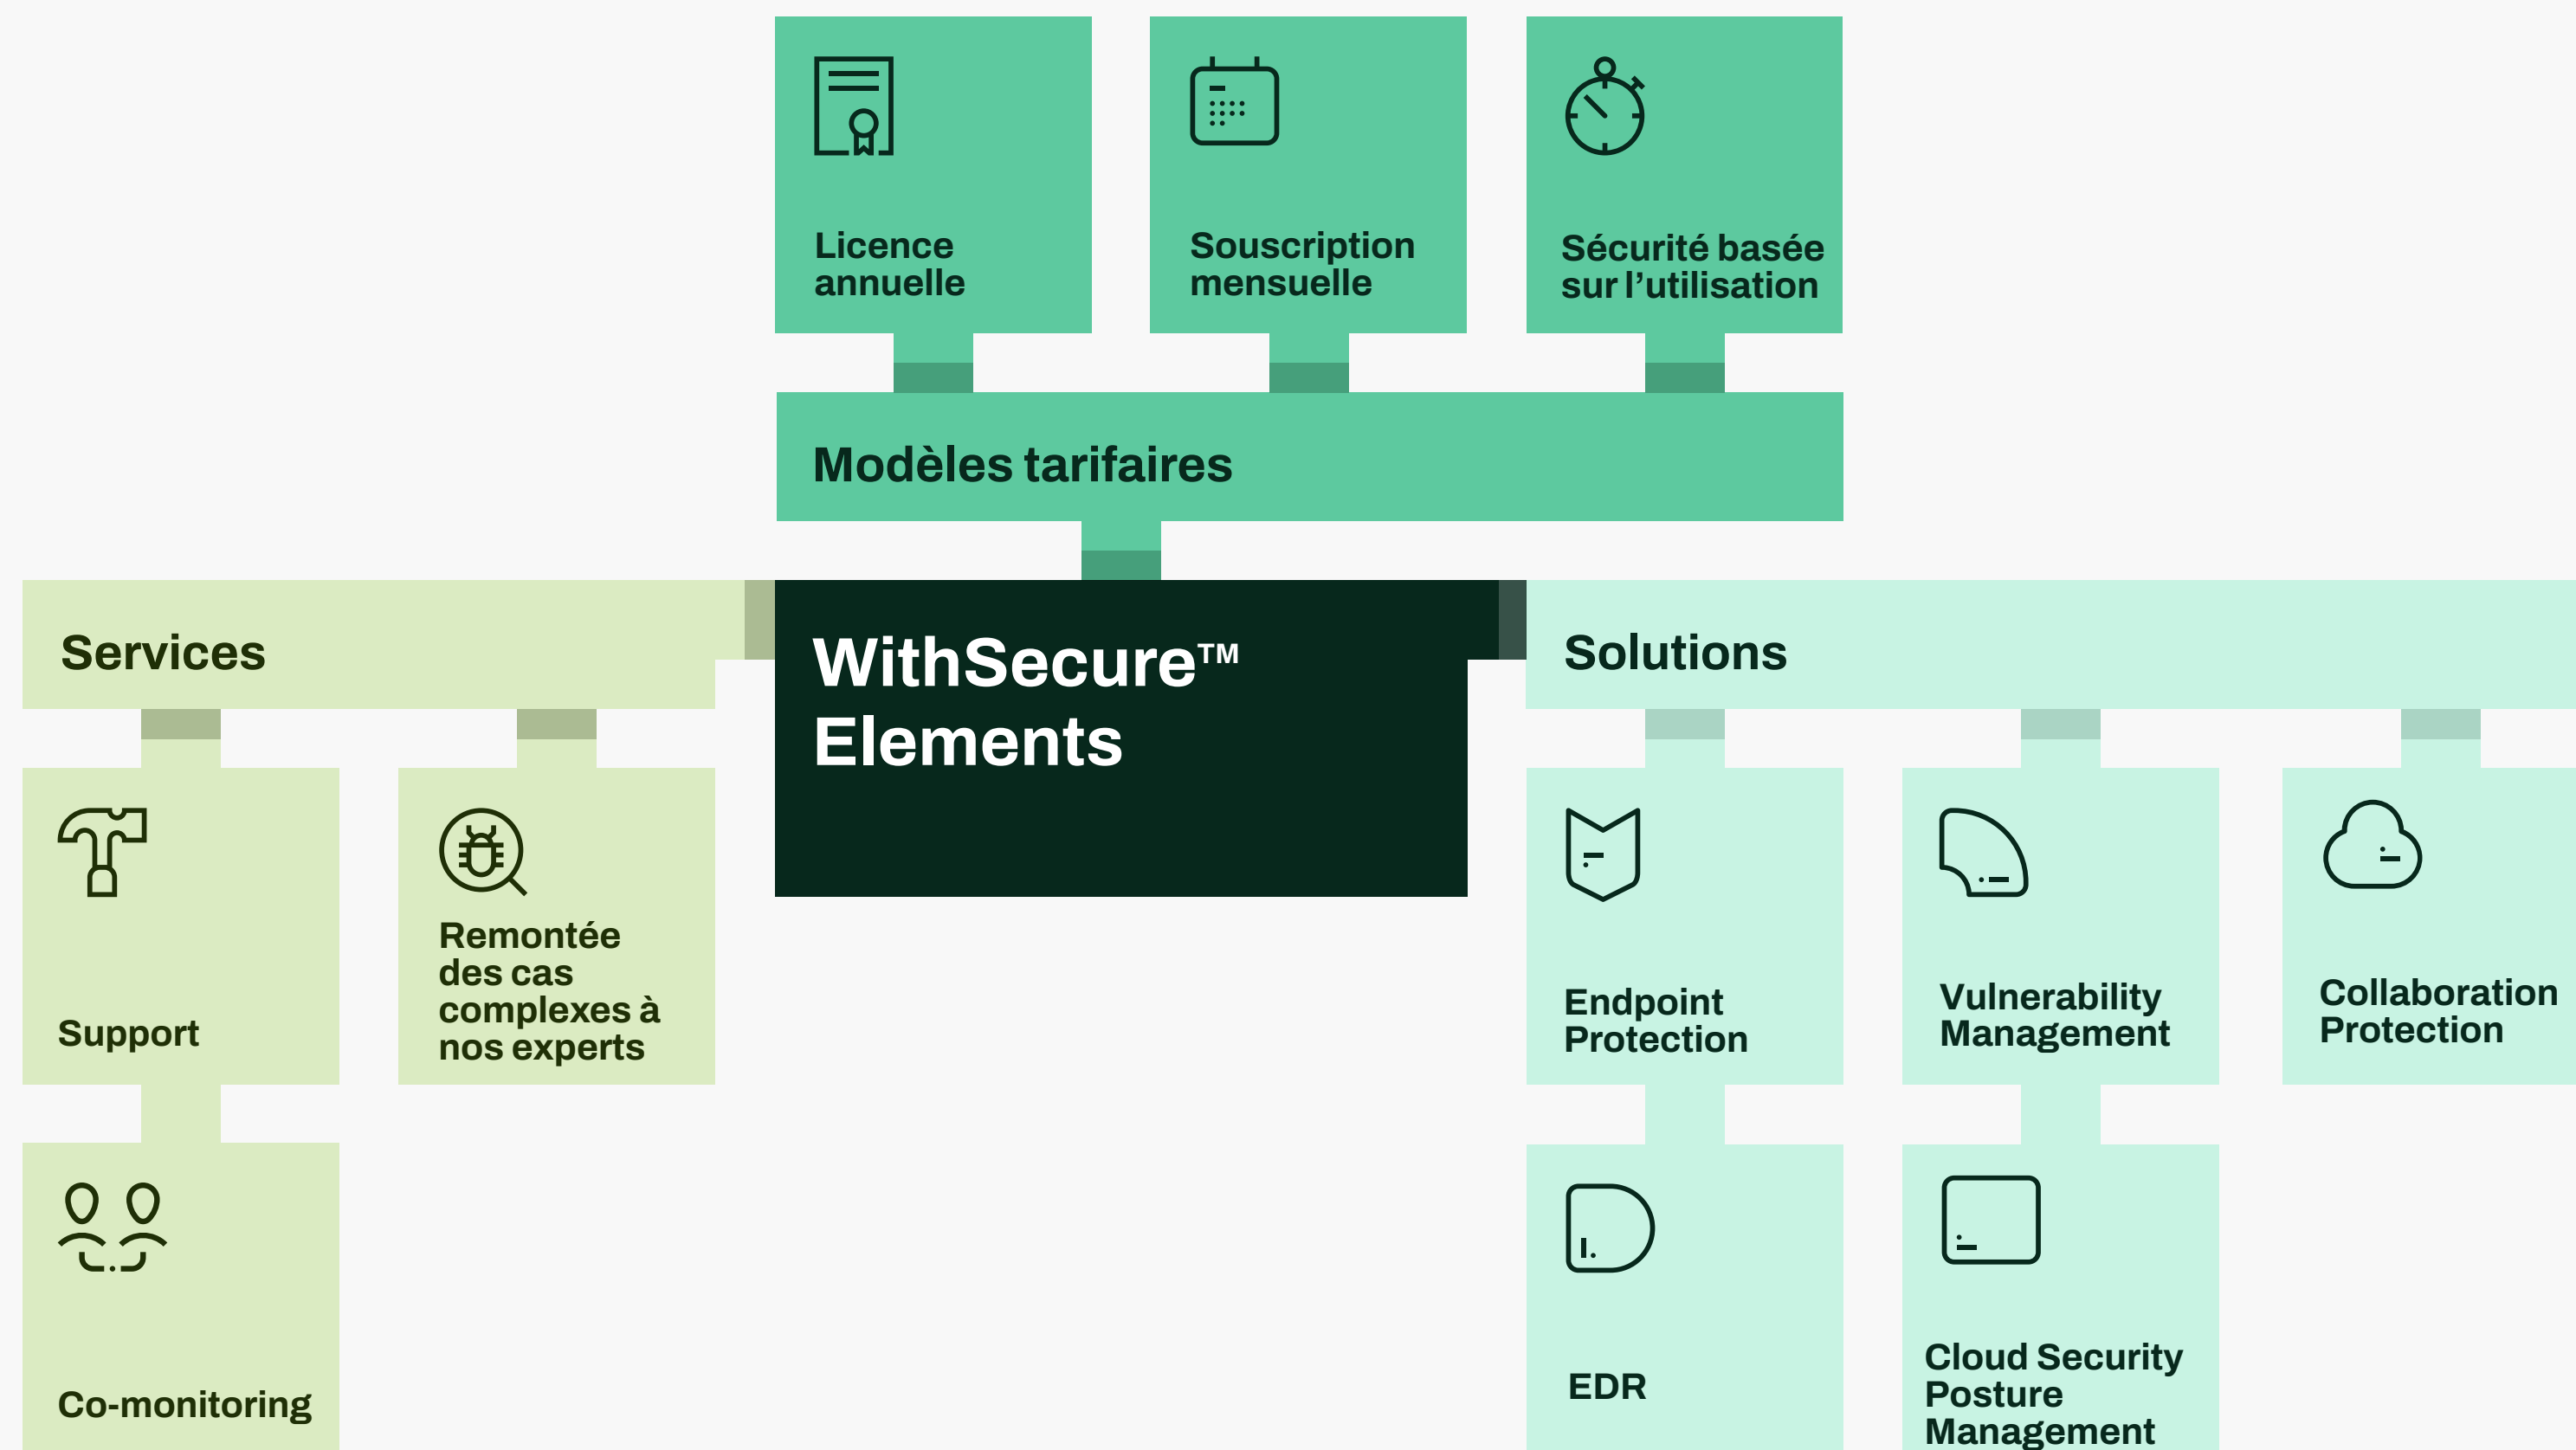 Licence
annuelle
Souscription
mensuelle
Sécurité basée
sur l’utilisation
Modèles tarifaires
Services
WithSecure™
Elements
Solutions
Support
Remontée
des cas
complexes à
nos experts
Endpoint
Protection
Vulnerability
Management
Collaboration
Protection
Co-monitoring
EDR
Cloud Security
Posture
Management